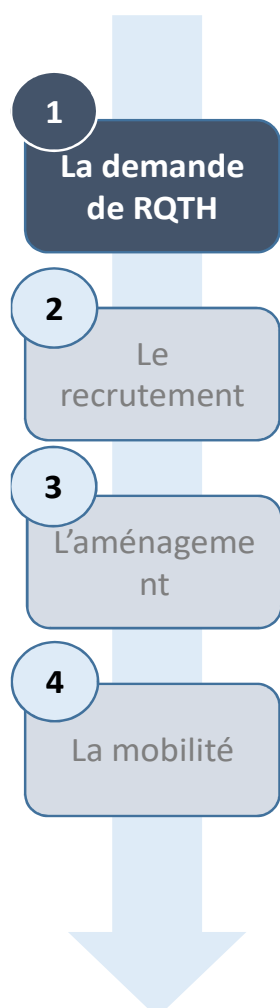 1
La demande
de RQTH
2
Le
recrutement
3
L’aménageme
nt
4
La mobilité